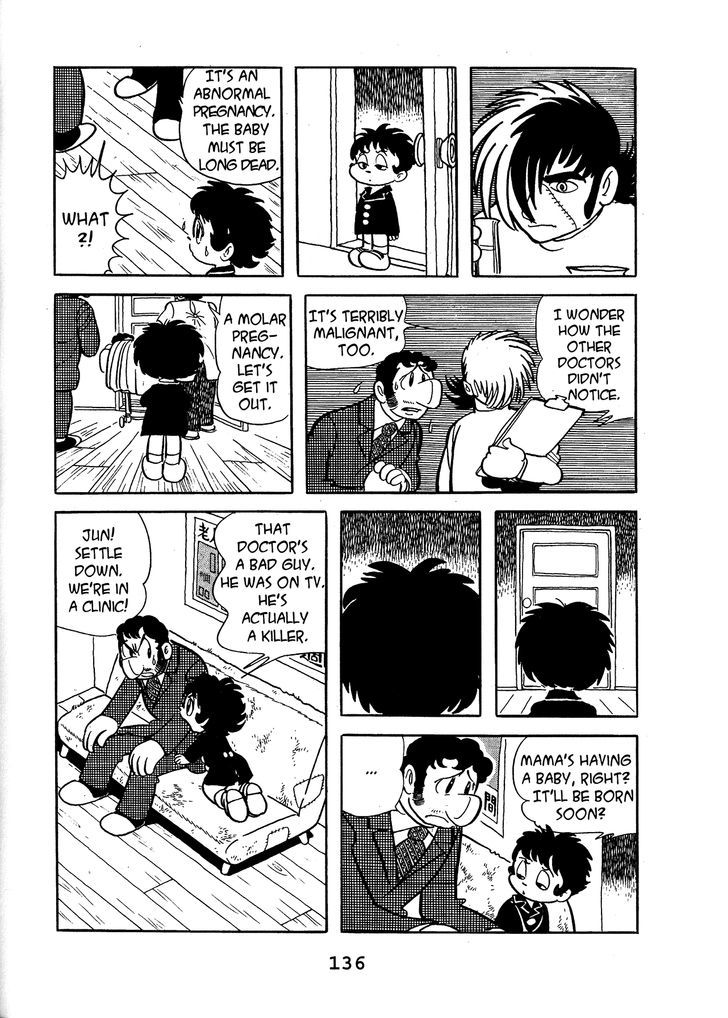 IT'S AN
ABNORMAL
PREGNANCY.
THE BABY
MUST BE
LONG DEAD.
WHAT
?!
I WONDER
HOW THE
OTHER
DOCTORS
DIDN'T
NOTICE.
IT'S TERRIBLY
MALIGNANT,
TOO.
A MOLAR
PREG-
NANCY.
LET'S
GET IT
OUT.
MAMA'S HAVING
A BABY, RIGHT?
IT'LL BE BORN
SOON?
...
THAT
DOCTOR'S
A BAD GUY.
HE WAS ON TV.
HE'S
ACTUALLY
A KILLER.
JUN!
SETTLE
DOWN.
WE'RE IN
A CLINIC!
136